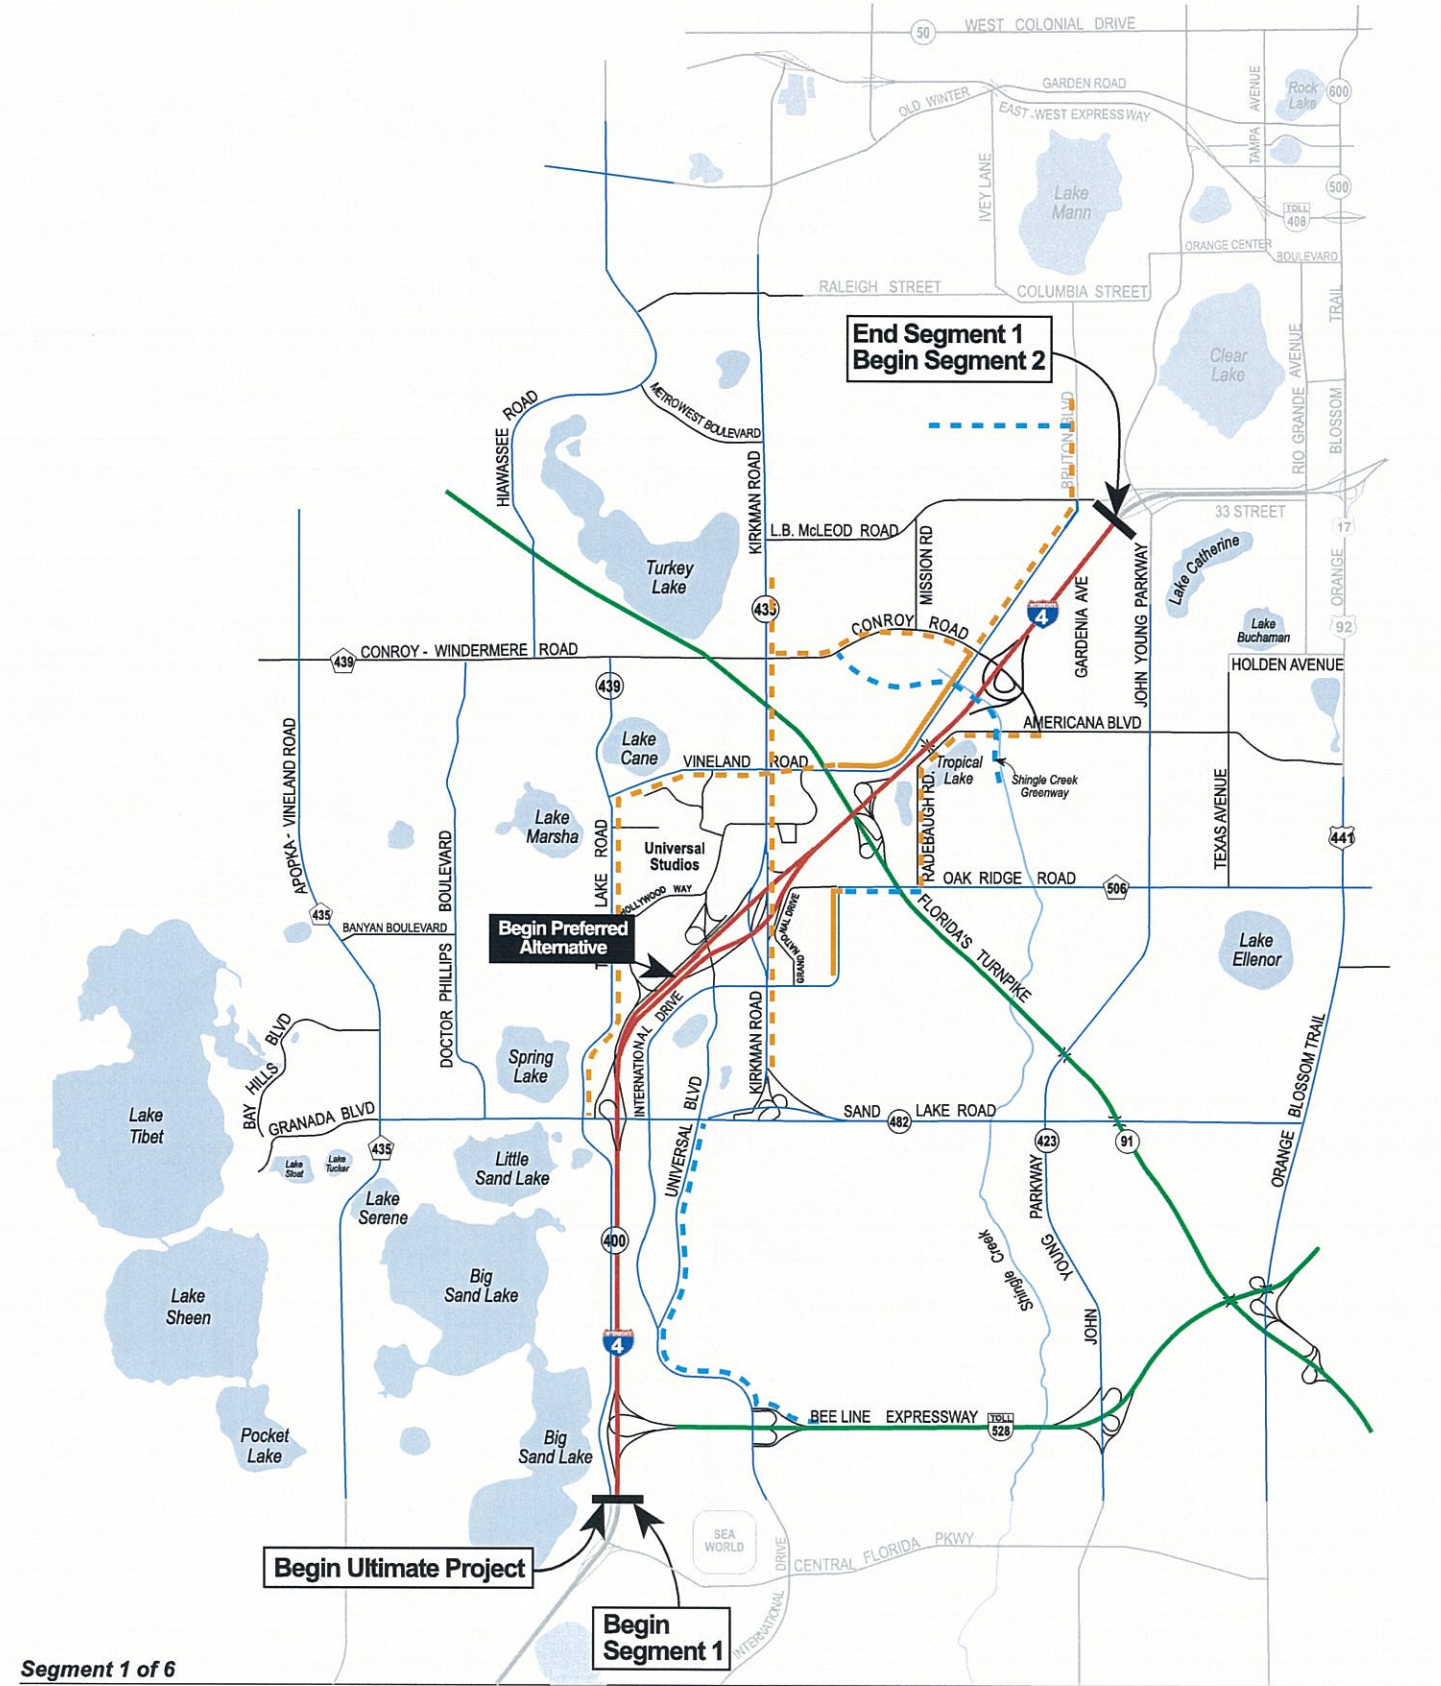 50
WEST COLONIAL DRIVE
GARDEN ROAD
OLD WINTER
EAST-WEST EXPRESSWAY
AVENUE
TAMPA
Rock
Lake
600
IVEY LANE
Lake
Mann
500
TOLL
408
ORANGE CENTER
BOULEVARD
RALEIGH STREET
COLUMBIA STREET
TRAIL
End Segment 1
Begin Segment 2
Clear
Lake
RIO GRANDE AVENUE
BLOSSOM
METROWEST BOULEVARD
HIAWASSEE ROAD
BRUTON BLVD
KIRKMAN ROAD
L.B. McLEOD ROAD
MISSION RD
33 STREET
17
Turkey
Lake
Lake Catherine
ORANGE
435
4
GARDENIA AVE
JOHN YOUNG PARKWAY
CONROY ROAD
Lake
Buchaman
92
439
CONROY - WINDERMERE ROAD
HOLDEN AVENUE
439
AMERICANA BLVD
Lake
Cane
VINELAND ROAD
Tropical
Lake
Shingle Creek
Greenway
APOPKA - VINELAND ROAD
Lake
Marsha
DOCTOR PHILLIPS BOULEVARD
LAKE ROAD
T
Universal
Studios
HOLLYWOOD WAY
RADEBAUGH RD.
TEXAS AVENUE
441
OAK RIDGE ROAD
506
435
BANYAN BOULEVARD
Begin Preferred
Alternative
GRAND NATIONAL DRIVE
FLORIDA'S TURNPIKE
Lake
Ellenor
INTERNATIONAL DRIVE
KIRKMAN ROAD
BAY HILLS BLVD
Spring
Lake
UNIVERSAL BLVD
ORANGE BLOSSOM TRAIL
Lake
Tibet
GRANADA BLVD
SAND
482
LAKE ROAD
435
423
91
Lake
Sloat
Lake
Tucker
Little
Sand Lake
Lake
Serene
JOHN YOUNG PARKWAY
400
Shingle Creek
Lake
Sheen
Big
Sand Lake
4
Pocket
Lake
Big
Sand Lake
BEE LINE EXPRESSWAY
TOLL
528
SEA
WORLD
CENTRAL FLORIDA PKWY
INTERNATIONAL DRIVE
Begin Ultimate Project
Begin
Segment 1
Segment 1 of 6